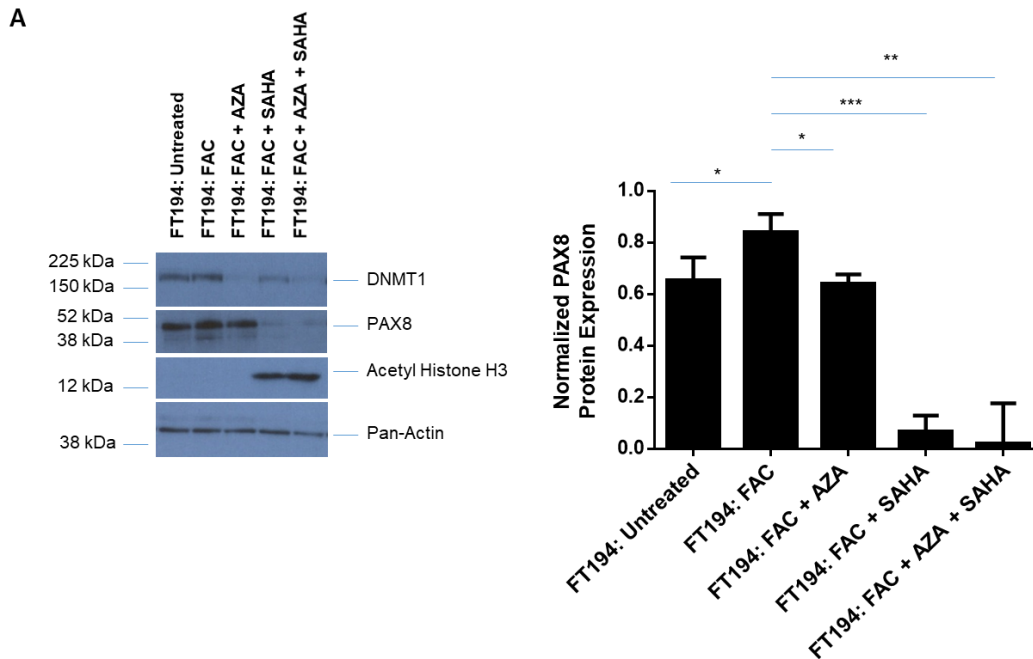 A
FT194: Untreated
FT194: FAC
FT194: FAC + AZA
FT194: FAC + SAHA
FT194: FAC + AZA + SAHA
225 kDa
150 kDa
DNMT1
52 kDa
38 kDa
PAX8
12 kDa
Acetyl Histone H3
38 kDa
Pan-Actin
**
***
*
*
Normalized PAX8
Protein Expression
1.0
0.8
0.6
0.4
0.2
0.0
FT194: Untreated
FT194: FAC
FT194: FAC + AZA
FT194: FAC + SAHA
FT194: FAC + AZA + SAHA